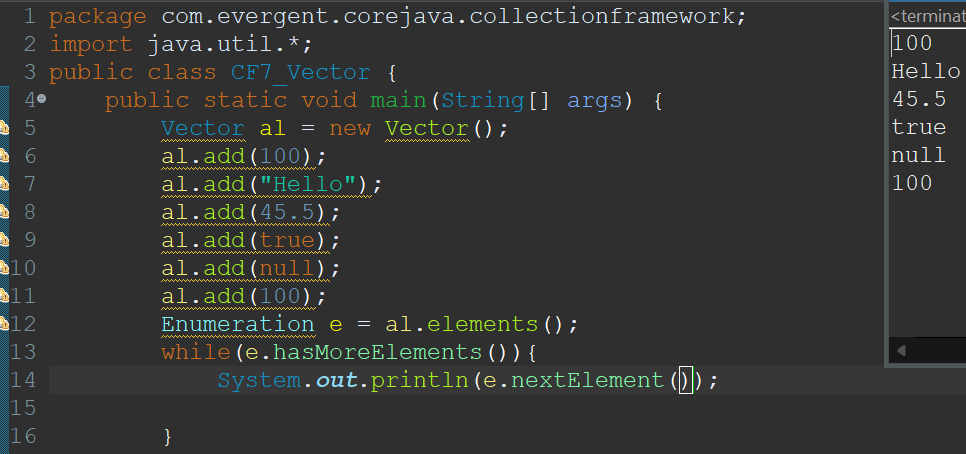 1 package com.evergent.corejava.collectionframework;
2 import java.util.*;
3 public class CF7_Vector {
4 public static void main(String[] args) {
5 Vector al = new Vector();
6 al.add(100);
7 al.add("Hello");
8 al.add(45.5);
9 al.add(true);
10 al.add(null);
11 al.add(100);
12 Enumeration e = al.elements();
13 while(e.hasMoreElements()){
14 System.out.println(e.nextElement());
15
16 }
<terminat
100
Hello
45.5
true
null
100